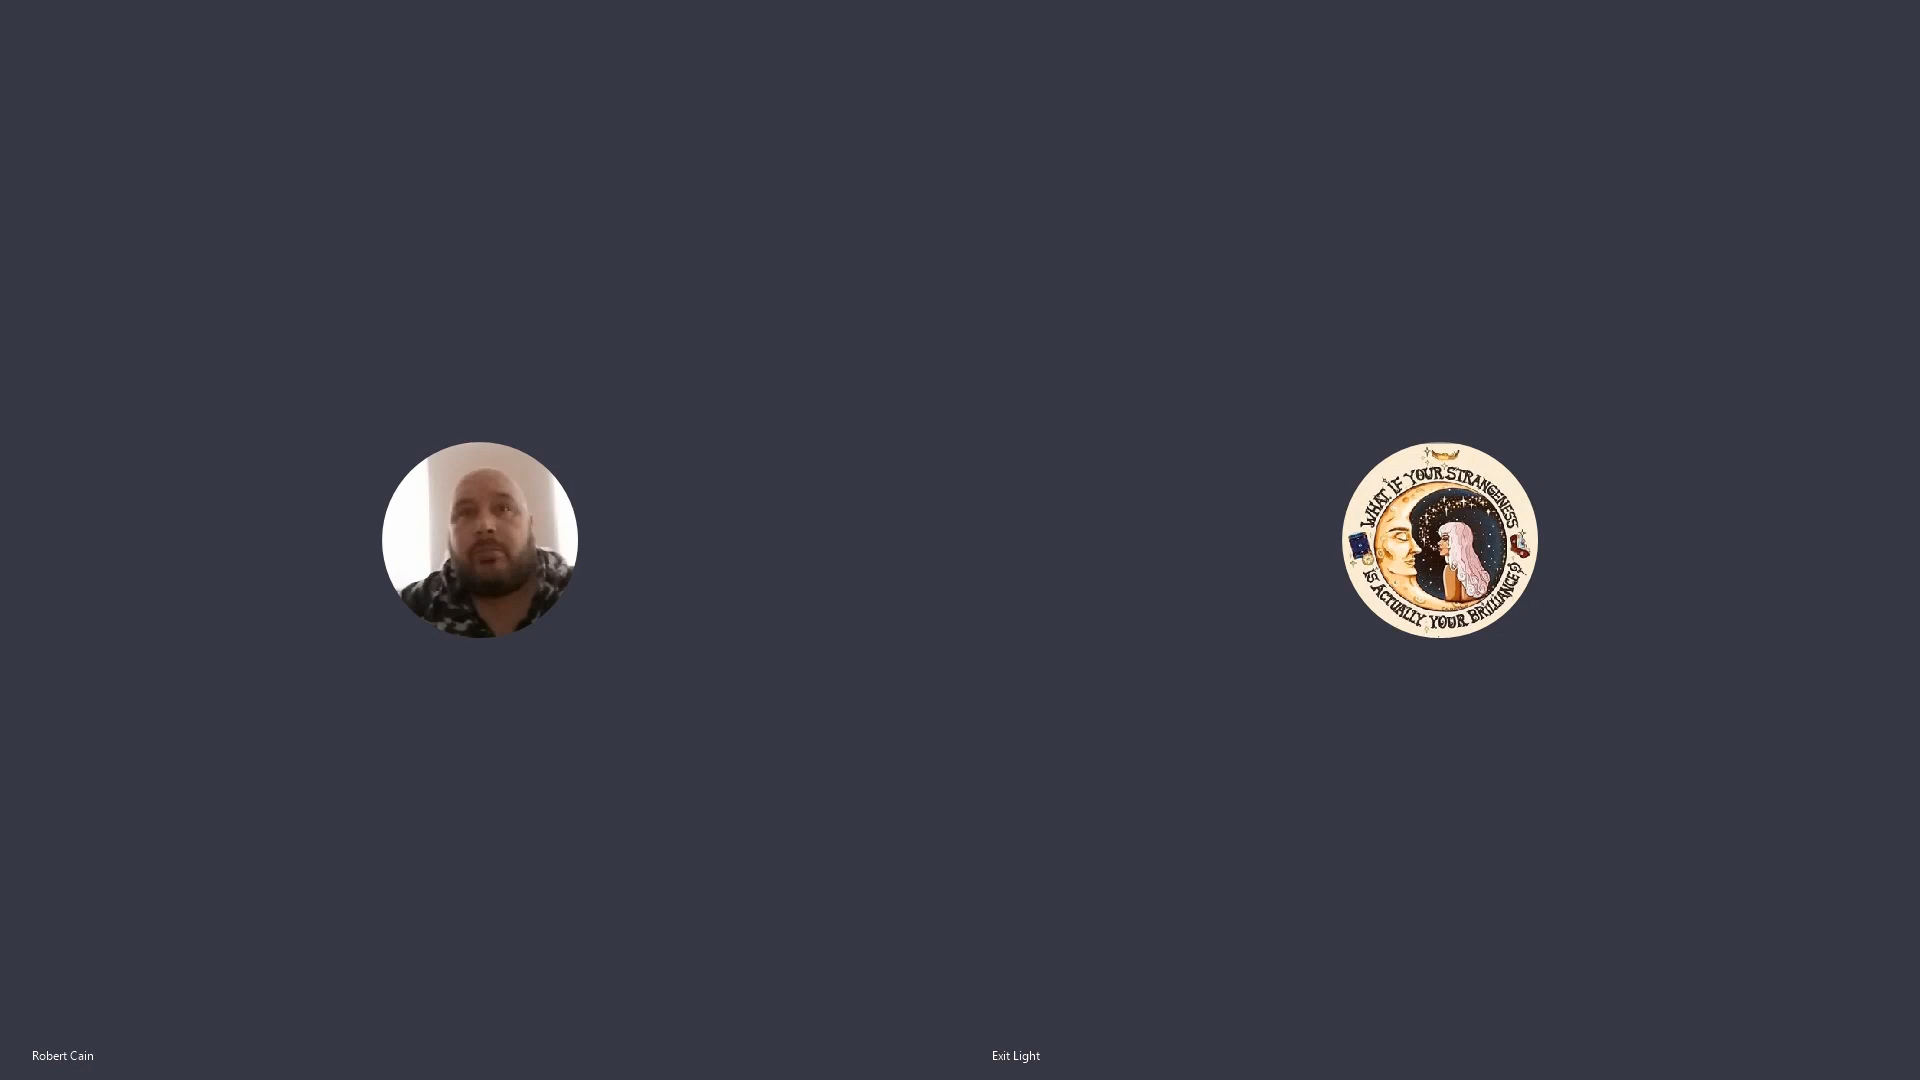 WHAT IF YOUR STRANGENESS
IS ACTUALLY YOUR BRILLIANCE?
Robert Cain
Exit Light